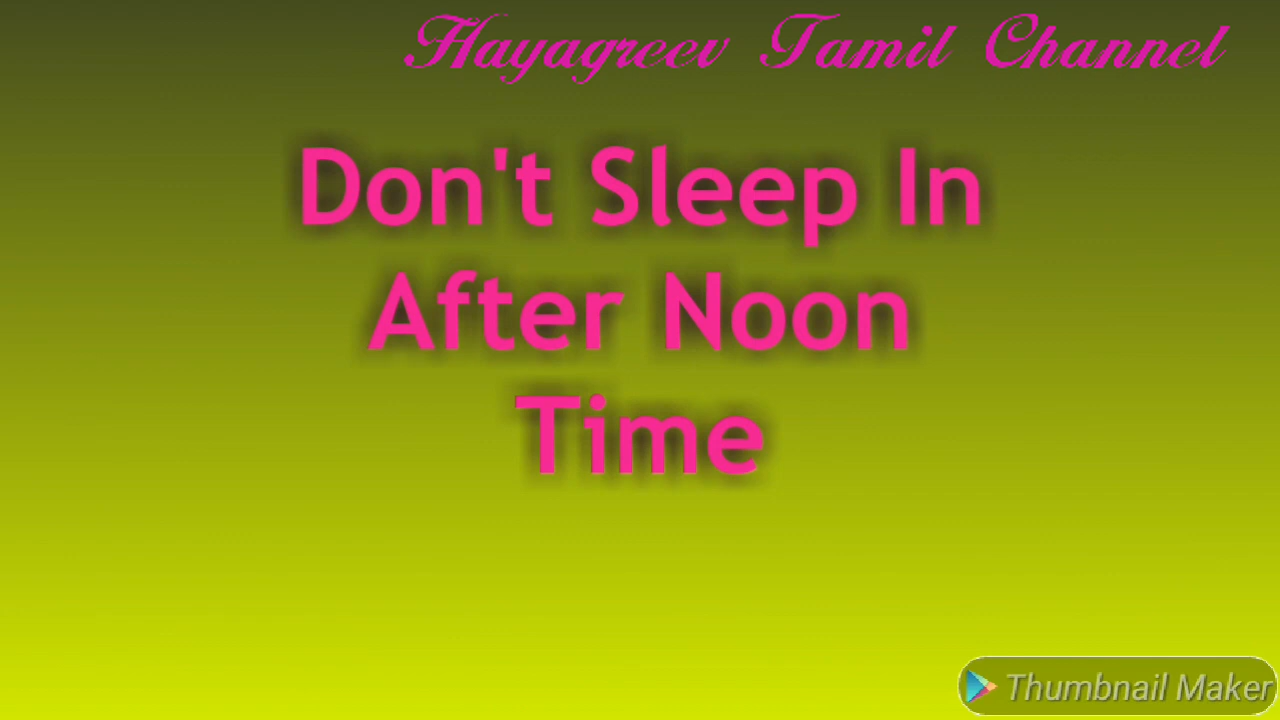 Hayagreev Tamil Channel
Don't Sleep In
After Noon
Time
Thumbnail Maker